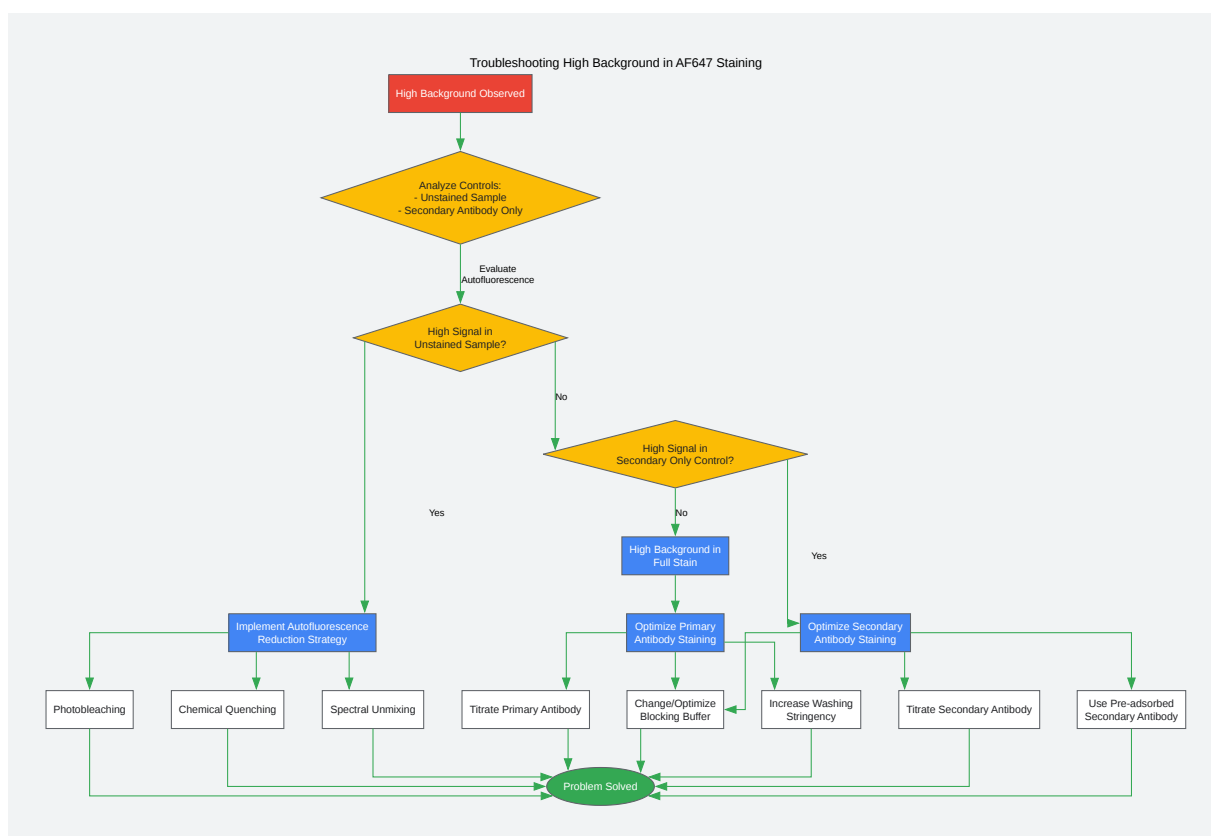 Troubleshooting High Background in AF647 Staining
High Background Observed
Analyze Controls:
- Unstained Sample
- Secondary Antibody Only
Evaluate
Autofluorescence
High Signal in
Unstained Sample?
No
High Signal in
Secondary Only Control?
Yes
No
High Background in
Full Stain
Yes
Implement Autofluorescence
Reduction Strategy
Optimize Primary
Antibody Staining
Optimize Secondary
Antibody Staining
Photobleaching
Chemical Quenching
Spectral Unmixing
Titrate Primary Antibody
Change/Optimize
Blocking Buffer
Increase Washing
Stringency
Titrate Secondary Antibody
Use Pre-adsorbed
Secondary Antibody
Problem Solved